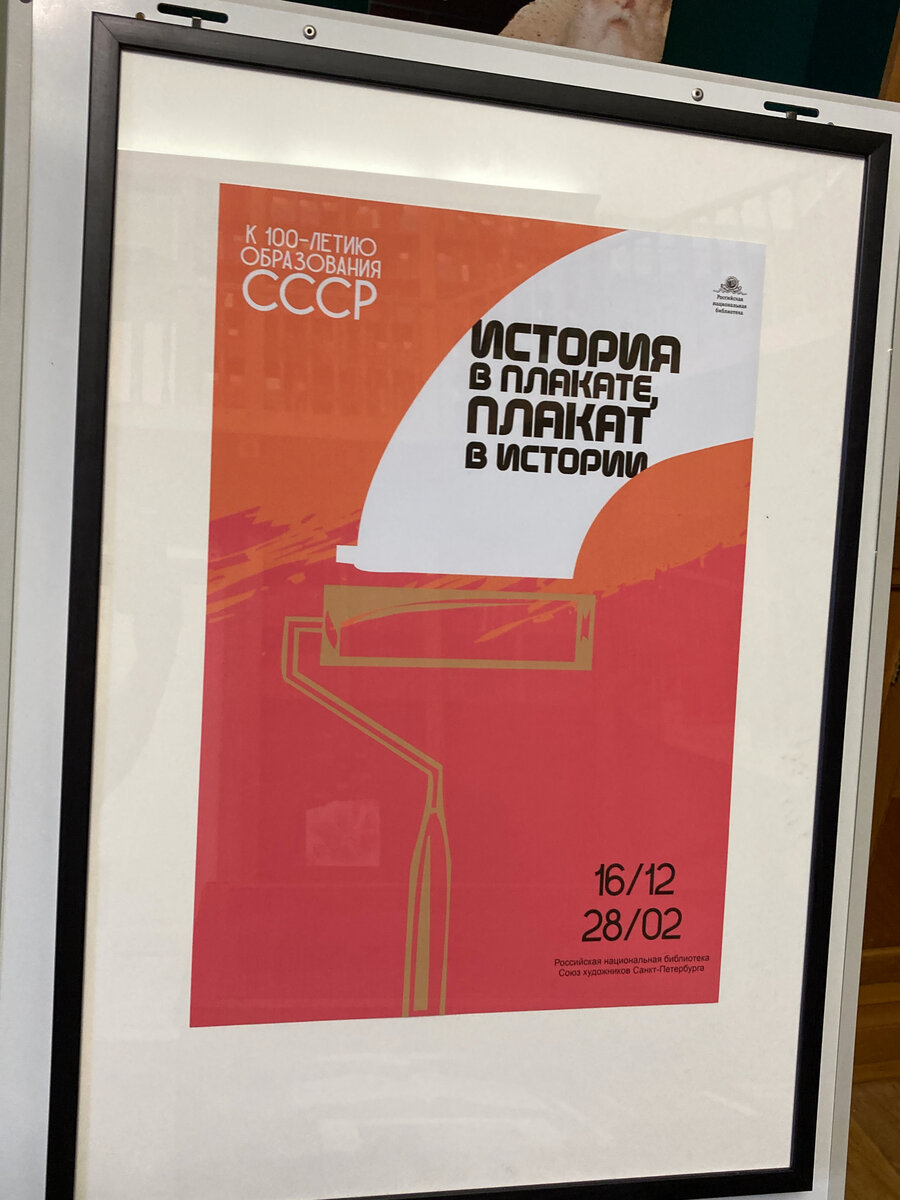 К 100-ЛЕТИЮ
ОБРАЗОВАНИЯ
СССР
Российская
национальная
библиотека
ИСТОРИЯ
В ПЛАКАТЕ,
ПЛАКАТ
В ИСТОРИИ
16/12
28/02
Российская национальная библиотека
Союз художников Санкт-Петербурга